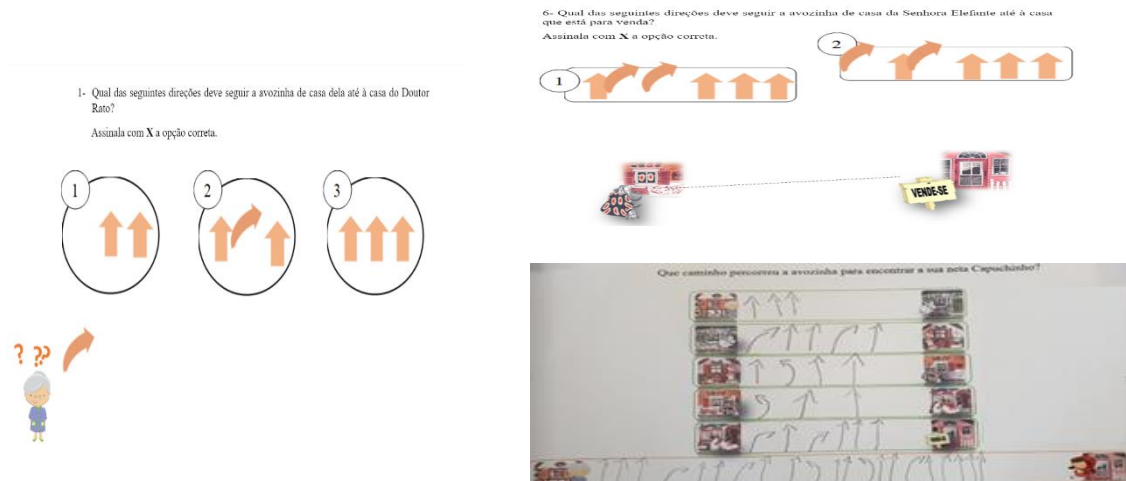 1- Qual das seguintes direções deve seguir a avozinha de casa dela até à casa do Doutor
Rato?
Assinala com X a opção correta.
1
2
3
? ??
6- Qual das seguintes direções deve seguir a avozinha de casa da Senhora Elefante até à casa
que está para venda?
Assinala com X a opção correta.
1
2
VENDE-SE
Que caminho percorreu a avozinha para encontrar a sua neta Capuchinho?